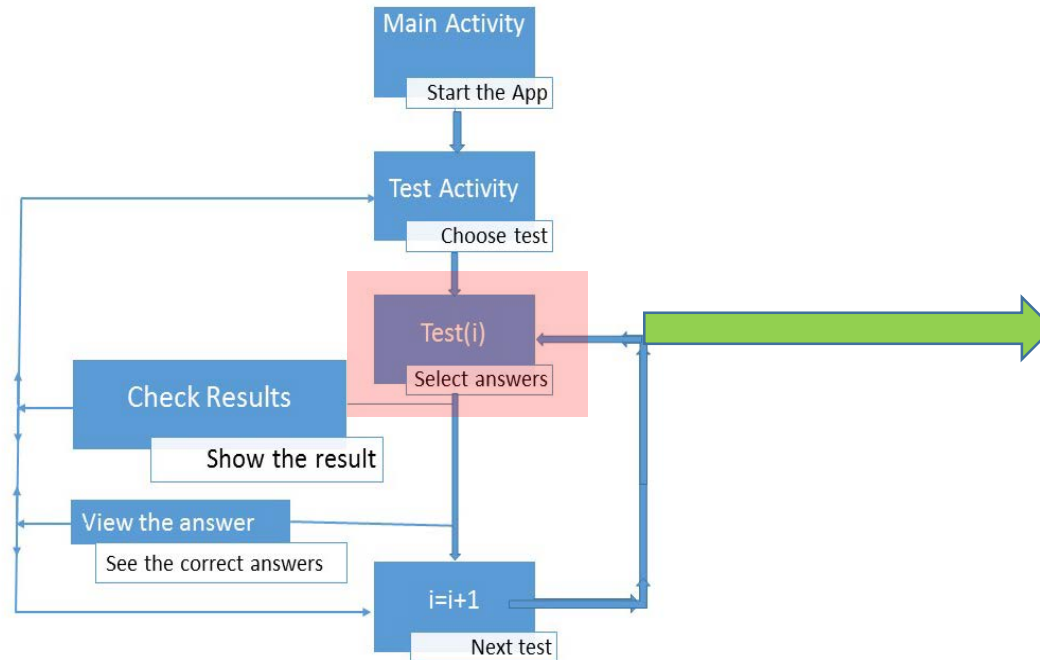 Main Activity
Start the App
Test Activity
Choose test
Test(i)
Select answers
Check Results
Show the result
View the answer
See the correct answers
i=i+1
Next test